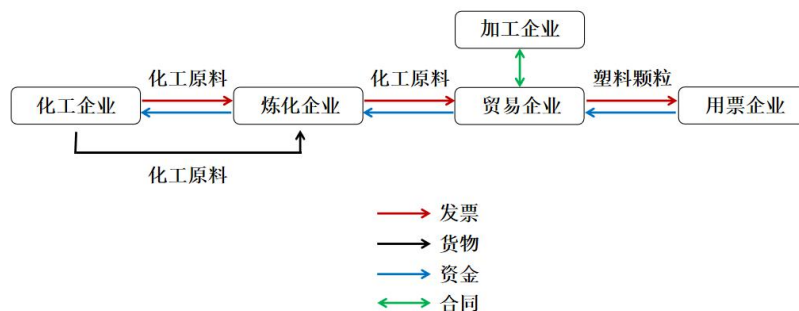 加工企业
化工原料
化工原料
塑料颗粒
化工企业
炼化企业
贸易企业
用票企业
化工原料
发票
货物
资金
合同